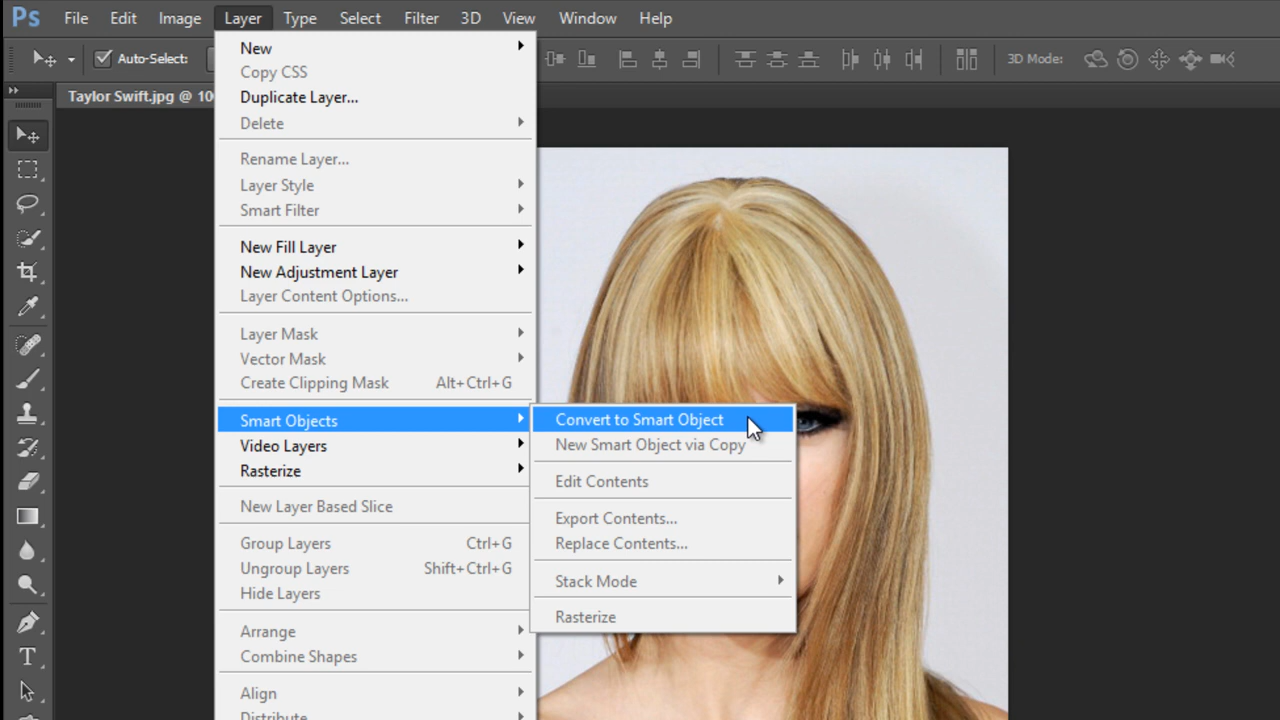 Ps File Edit Image Layer Type Select Filter 3D View Window Help
Auto-Select: 3D Mode:
Taylor Swift.jpg @ 10
New
Copy CSS
Duplicate Layer...
Delete
Rename Layer...
Layer Style
Smart Filter
New Fill Layer
New Adjustment Layer
Layer Content Options...
Layer Mask
Vector Mask
Create Clipping Mask Alt+Ctrl+G
Smart Objects
Video Layers
Rasterize
New Layer Based Slice
Group Layers Ctrl+G
Ungroup Layers Shift+Ctrl+G
Hide Layers
Arrange
Combine Shapes
Align
Distribute
Convert to Smart Object
New Smart Object via Copy
Edit Contents
Export Contents...
Replace Contents...
Stack Mode
Rasterize